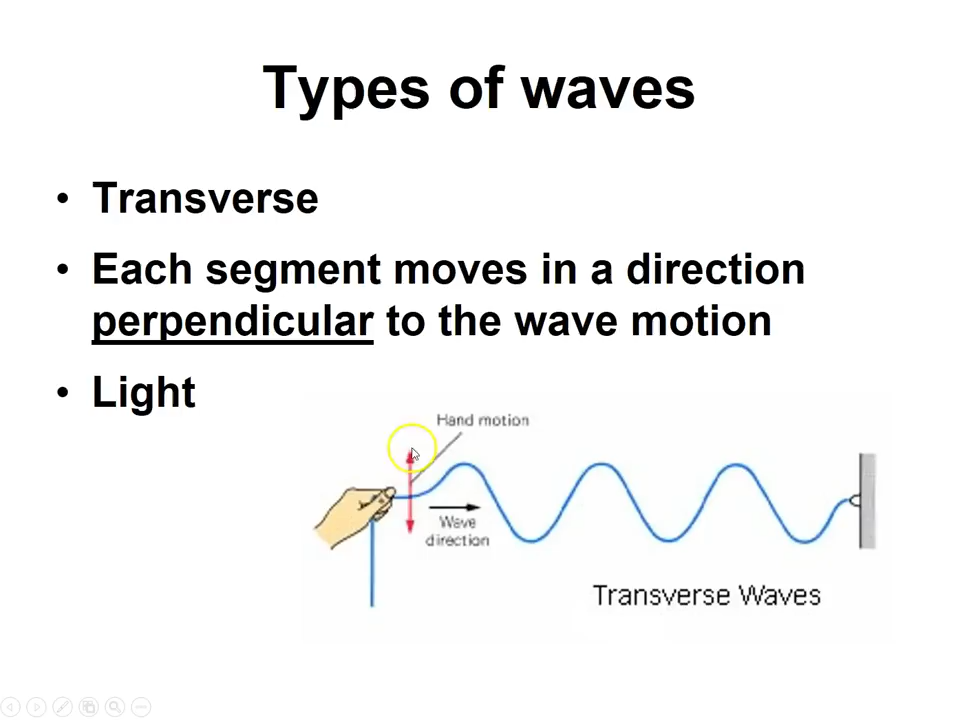 Types of waves
• Transverse
• Each segment moves in a direction
perpendicular to the wave motion
• Light
Hand motion
Wave
direction
Transverse Waves